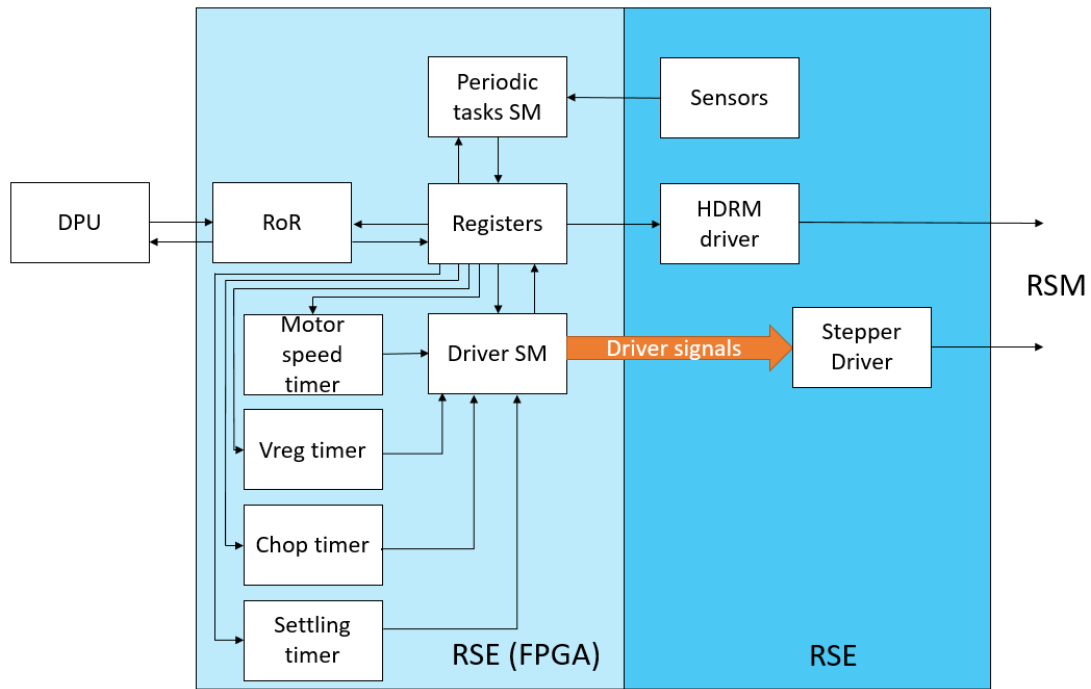 Periodic
tasks SM
Sensors
DPU
RoR
Registers
HDRM
driver
RSM
Motor
speed
timer
Driver SM
Driver signals
Stepper
Driver
Vreg timer
Chop timer
Settling
timer
RSE (FPGA)
RSE